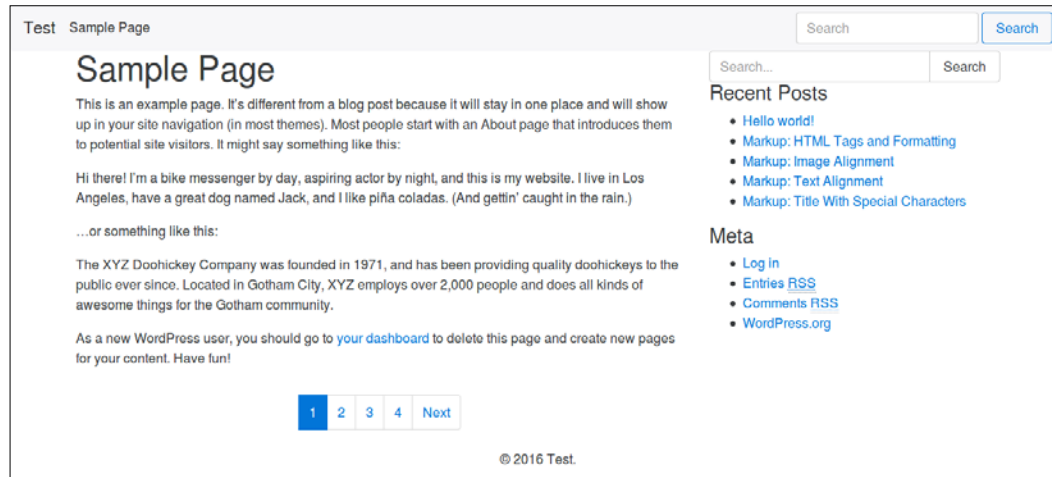 Test Sample Page Search Search
Sample Page
This is an example page. It's different from a blog post because it will stay in one place and will show
up in your site navigation (in most themes). Most people start with an About page that introduces them
to potential site visitors. It might say something like this:
Hi there! I'm a bike messenger by day, aspiring actor by night, and this is my website. I live in Los
Angeles, have a great dog named Jack, and I like piña coladas. (And gettin' caught in the rain.)
…or something like this:
The XYZ Doohickey Company was founded in 1971, and has been providing quality doohickeys to the
public ever since. Located in Gotham City, XYZ employs over 2,000 people and does all kinds of
awesome things for the Gotham community.
As a new WordPress user, you should go to your dashboard to delete this page and create new pages
for your content. Have fun!
1 2 3 4 Next
Search... Search
Recent Posts
Hello world!
Markup: HTML Tags and Formatting
Markup: Image Alignment
Markup: Text Alignment
Markup: Title With Special Characters
Meta
Log in
Entries RSS
Comments RSS
WordPress.org
© 2016 Test.